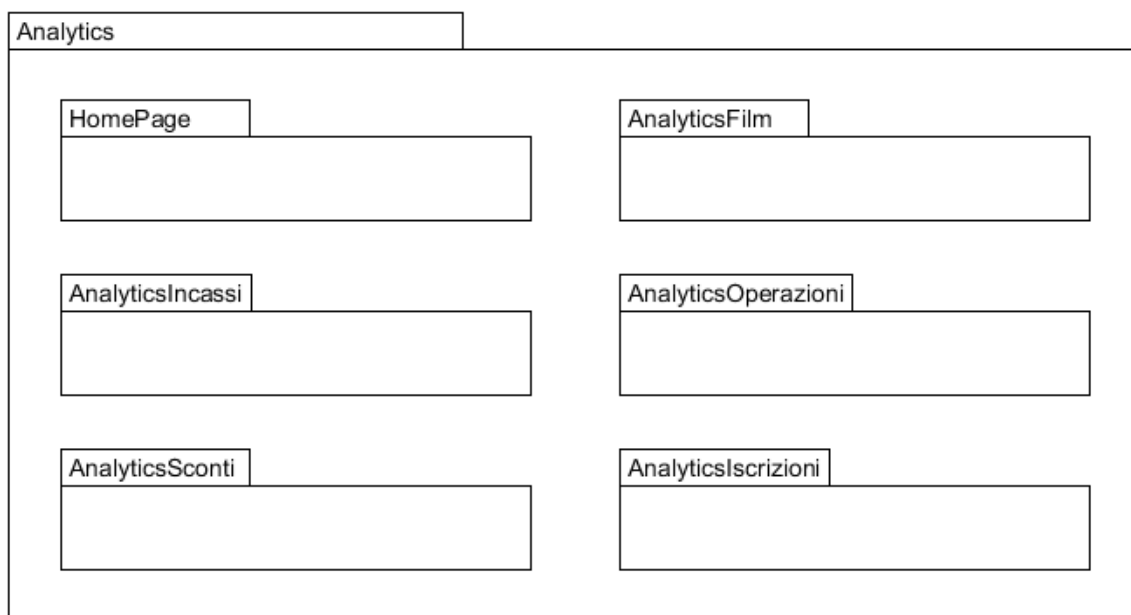 Analytics
HomePage
AnalyticsFilm
AnalyticsIncassi
AnalyticsOperazioni
AnalyticsSconti
AnalyticsIscrizioni